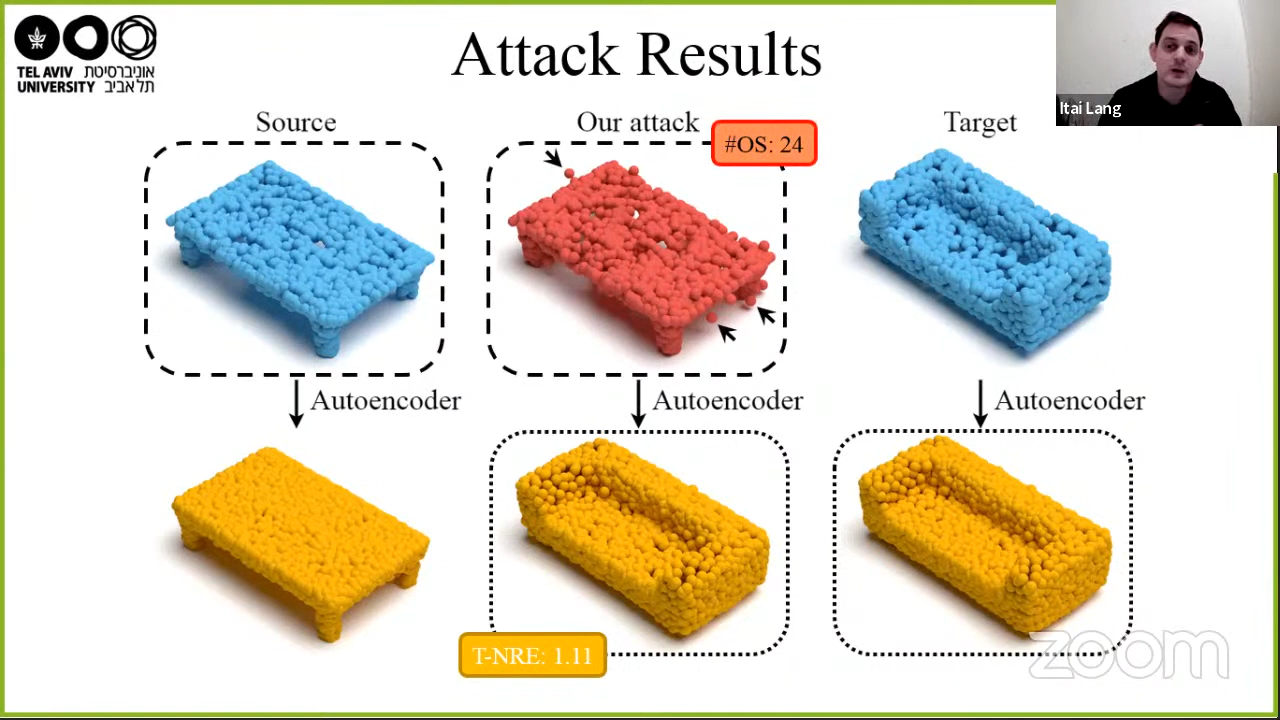 TEL AVIV אוניברסיטת
UNIVERSITY תל אביב
Attack Results
Itai Lang
Source
Our attack
#OS: 24
Target
Autoencoder
Autoencoder
Autoencoder
T-NRE: 1.11
zoom